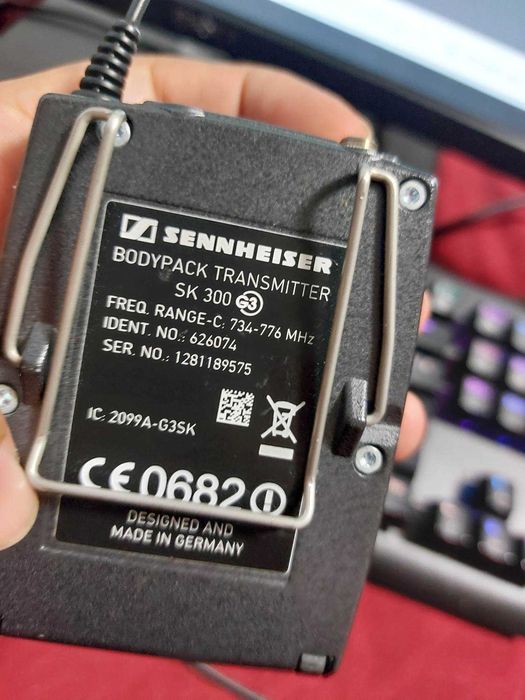 SENNHEISER
BODYPACK TRANSMITTER
SK 300 G3
FREQ. RANGE-C: 734-776 MHz
IDENT. NO.: 626074
SER. NO.: 1281189575
IC: 2099A-G3SK
CE 0682
DESIGNED AND
MADE IN GERMANY